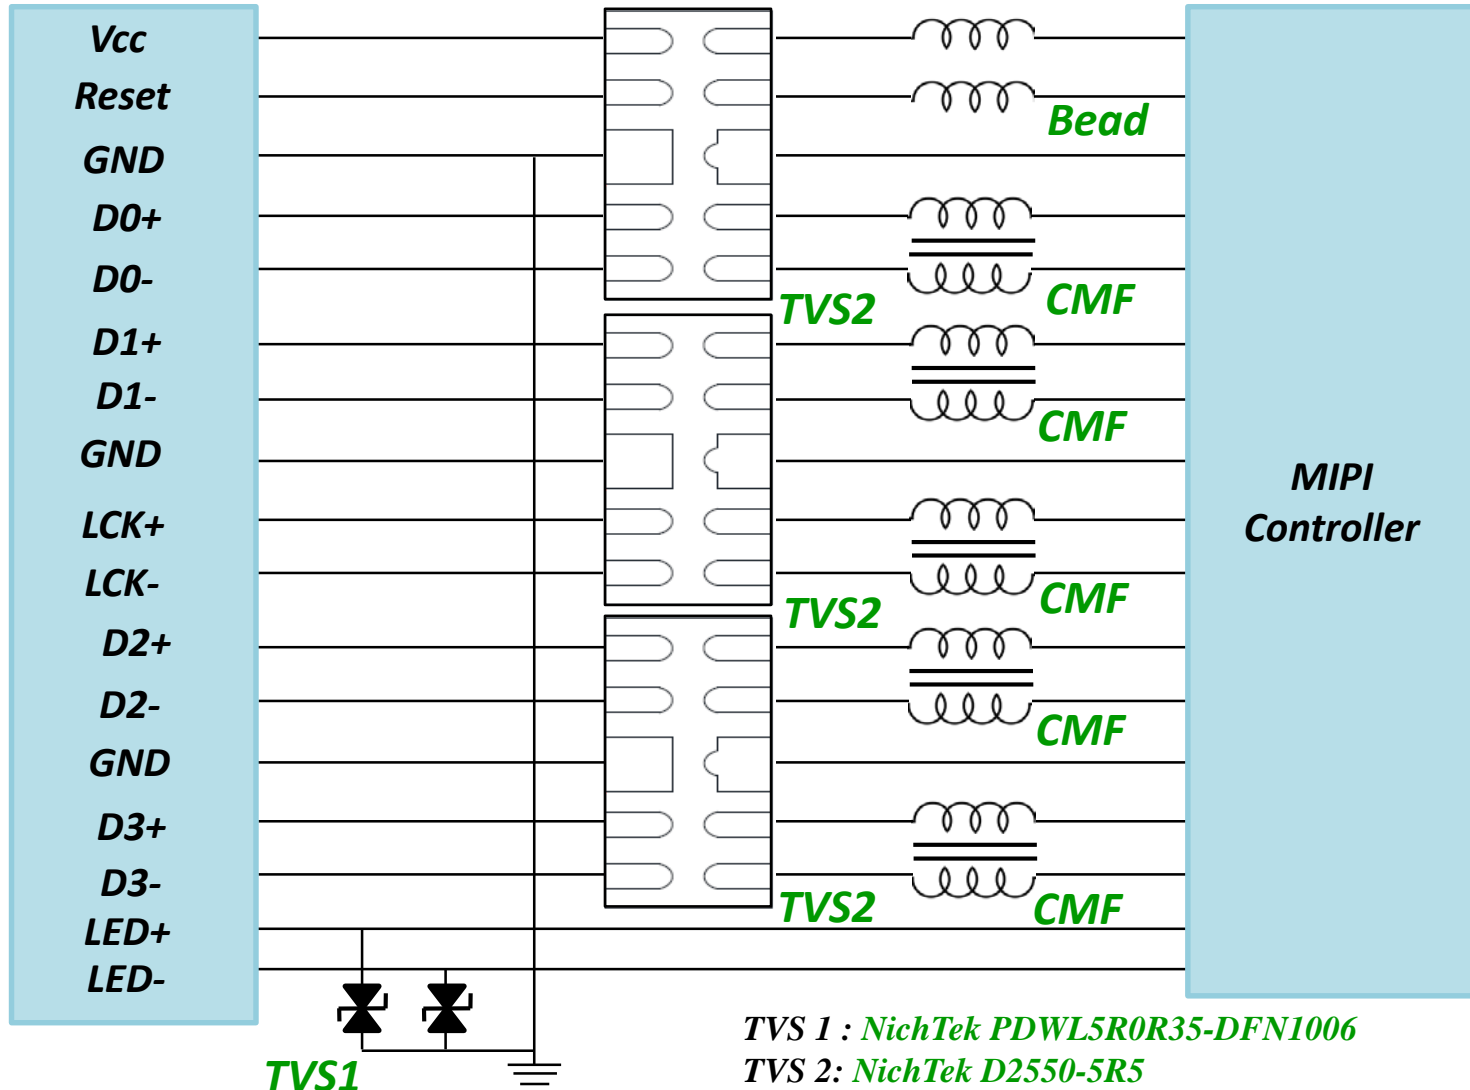 Vcc
Reset
Bead
GND
D0+
D0-
TVS2
CMF
D1+
D1-
CMF
GND
MIPI
Controller
LCK+
LCK-
TVS2
CMF
D2+
D2-
CMF
GND
D3+
D3-
TVS2
CMF
LED+
LED-
TVS1
TVS 1 : NichTek PDWL5R0R35-DFN1006
TVS 2: NichTek D2550-5R5